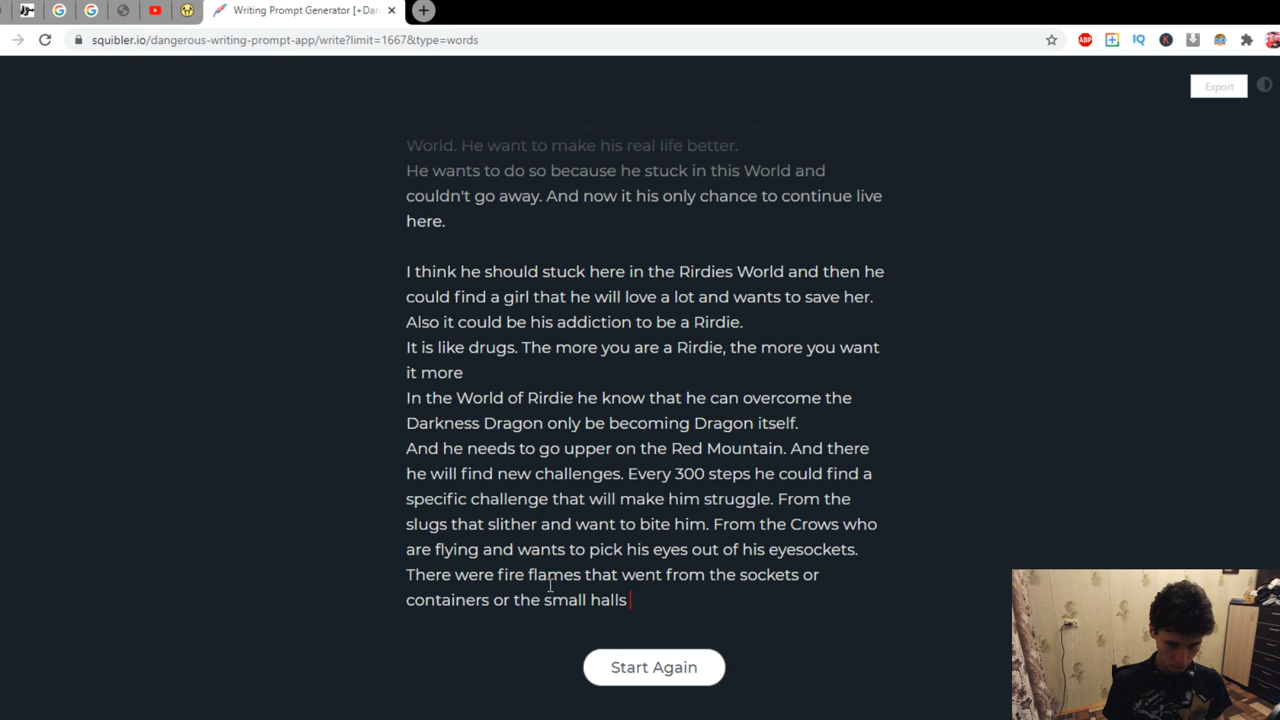 Writing Prompt Generator [+Dan
squibler.io/dangerous-writing-prompt-app/write?limit=1667&type=words
ABP
IQ
K
Export
World. He want to make his real life better.
He wants to do so because he stuck in this World and
couldn't go away. And now it his only chance to continue live
here.
I think he should stuck here in the Rirdies World and then he
could find a girl that he will love a lot and wants to save her.
Also it could be his addiction to be a Rirdie.
It is like drugs. The more you are a Rirdie, the more you want
it more
In the World of Rirdie he know that he can overcome the
Darkness Dragon only be becoming Dragon itself.
And he needs to go upper on the Red Mountain. And there
he will find new challenges. Every 300 steps he could find a
specific challenge that will make him struggle. From the
slugs that slither and want to bite him. From the Crows who
are flying and wants to pick his eyes out of his eyesockets.
There were fire flames that went from the sockets or
containers or the small halls
Start Again